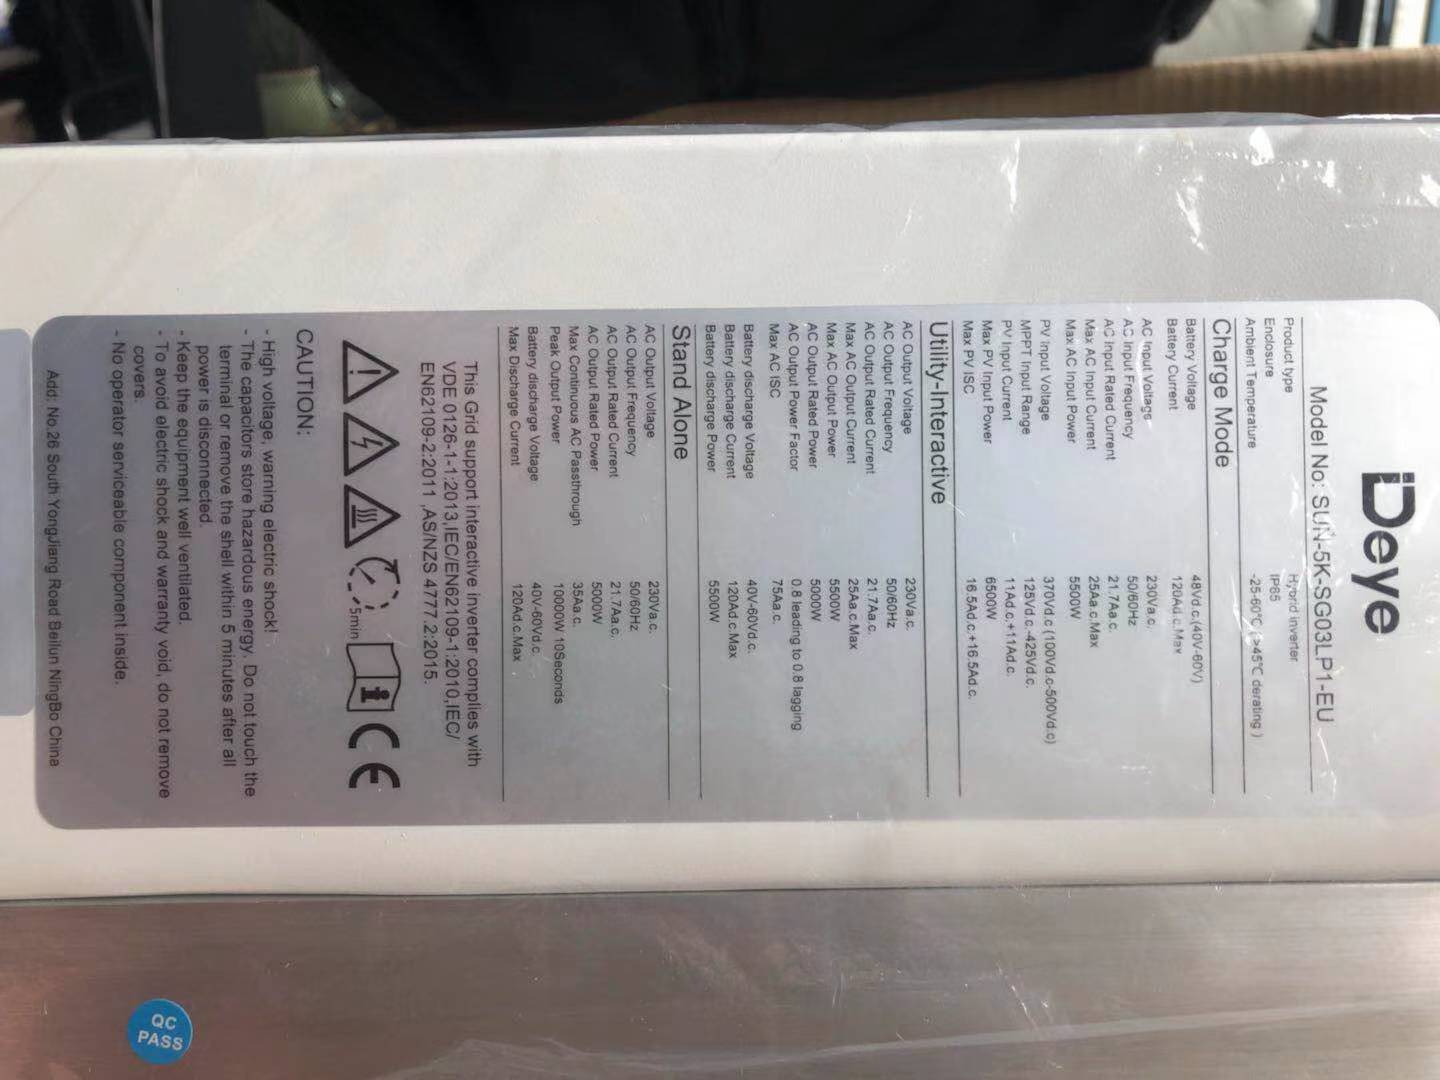 Deye
Model No: SUN-5K-SG03LP1-EU
Product type Hybrid inverter
Enclosure IP65
Ambient Temperature -25-60℃ (>45℃ derating)
Charge Mode
Battery Voltage 48Vd.c.(40V-60V)
Battery Current 120Ad.c.Max
AC Input Voltage 230Va.c.
AC Input Frequency 50/60Hz
AC Input Rated Current 21.7Aa.c.
Max AC Input Current 25Aa.c.Max
Max AC Input Power 5500W
PV Input Voltage 370Vd.c (100Vd.c-500Vd.c)
MPPT Input Range 125Vd.c.-425Vd.c.
PV Input Current 11Ad.c.+11Ad.c.
Max PV Input Power 6500W
Max PV ISC 16.5Ad.c.+16.5Ad.c.
Utility-Interactive
AC Output Voltage 230Va.c.
AC Output Frequency 50/60Hz
AC Output Rated Current 21.7Aa.c.
Max AC Output Current 25Aa.c.Max
Max AC Output Power 5500W
AC Output Rated Power 5000W
AC Output Power Factor 0.8 leading to 0.8 lagging
Max AC ISC 75Aa.c.
Battery discharge Voltage 40V-60Vd.c.
Battery discharge Current 120Ad.c.Max
Battery discharge Power 5500W
Stand Alone
AC Output Voltage 230Va.c.
AC Output Frequency 50/60Hz
AC Output Rated Current 21.7Aa.c.
AC Output Rated Power 5000W
Max Continuous AC Passthrough 35Aa.c.
Peak Output Power 10000W 10Seconds
Battery discharge Voltage 40V-60Vd.c.
Max Discharge Current 120Ad.c.Max
This Grid support interactive inverter complies with
VDE 0126-1-1:2013,IEC/EN62109-1:2010,IEC/
EN62109-2:2011 ,AS/NZS 4777.2:2015.
5min
CE
CAUTION:
- High voltage, warning electric shock!
- The capacitors store hazardous energy. Do not touch the
terminal or remove the shell within 5 minutes after all
power is disconnected.
- Keep the equipment well ventilated.
- To avoid electric shock and warranty void, do not remove
covers.
- No operator serviceable component inside.
Add: No.26 South YongJiang Road Beilun NingBo China
QC
PASS